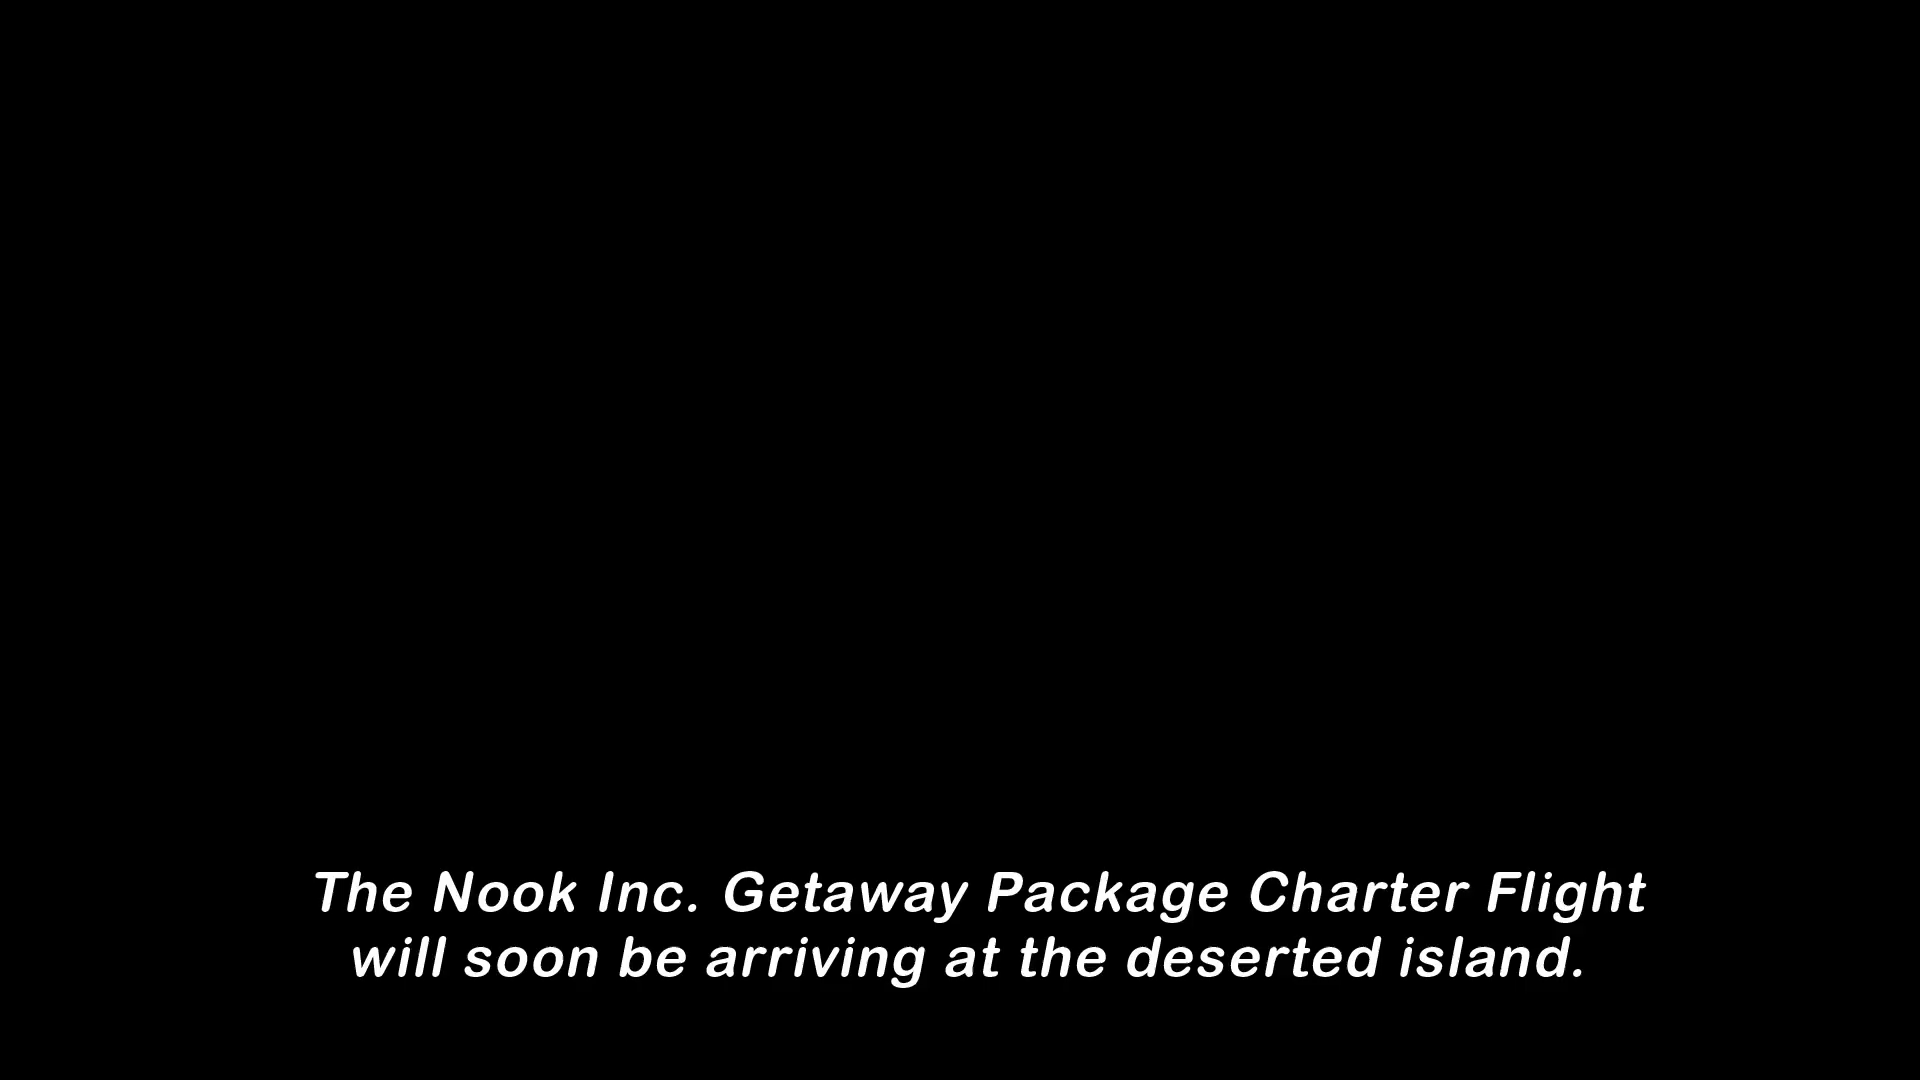 The Nook Inc. Getaway Package Charter Flight
will soon be arriving at the deserted island.